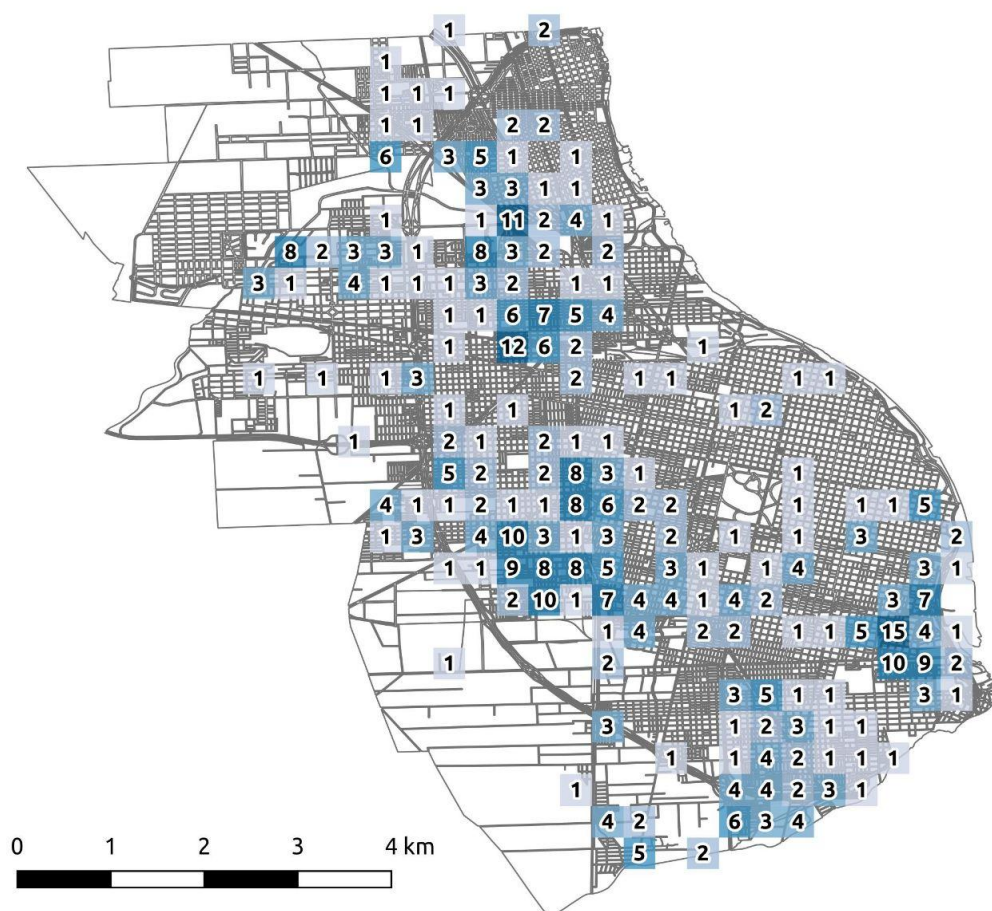 1 2
1
1 1 1
1 1 2 2
6 3 5 1 1
3 3 1 1
1 1 11 2 4 1
8 2 3 3 1 8 3 2 2
3 1 4 1 1 1 3 2 1 1
1 1 6 7 5 4
1 12 6 2 1
1 1 1 3 2 1 1 1 1
1 1 1 2
1 2 1 2 1 1
5 2 2 8 3 1 1
4 1 1 2 1 1 8 6 2 2 1 1 1 5
1 3 4 10 3 1 3 2 1 1 3 2
1 1 9 8 8 5 3 1 1 4 3 1
2 10 1 7 4 4 1 4 2 3 7
1 4 2 2 1 1 5 15 4 1
1 2 10 9 2
3 5 1 1 3 1
3 1 2 3 1 1
1 1 4 2 1 1 1
1 4 4 2 3 1
4 2 6 3 4
5 2
0 1 2 3 4 km